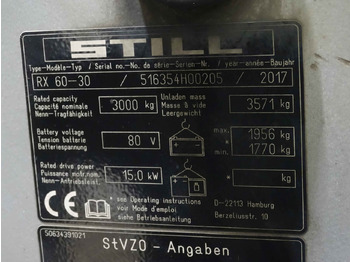 STILL
Type-Modèle-Typ / Serial no.-No. de série-Serien-Nr. / year-année-Baujahr
RX 60-30 / 516354H00205 / 2017
Rated capacity
Capacité nominale
Nenn-Tragfähigkeit
3000 kg
Unladen mass
Masse à vide
Leergewicht
3571 kg
Battery voltage
Tension batterie
Batteriespannung
80 V
max. * 1956 kg
min. * 1770 kg
Rated drive power
Puissance motr.nom.
Nenn-Antriebsleist.
15.0 kW
* kg
CE
* see Operating instructions
voir Mode d'emploi
siehe Betriebsanleitung
D-22113 Hamburg
Berzeliusstr. 10
50634391021
StVZO - Angaben